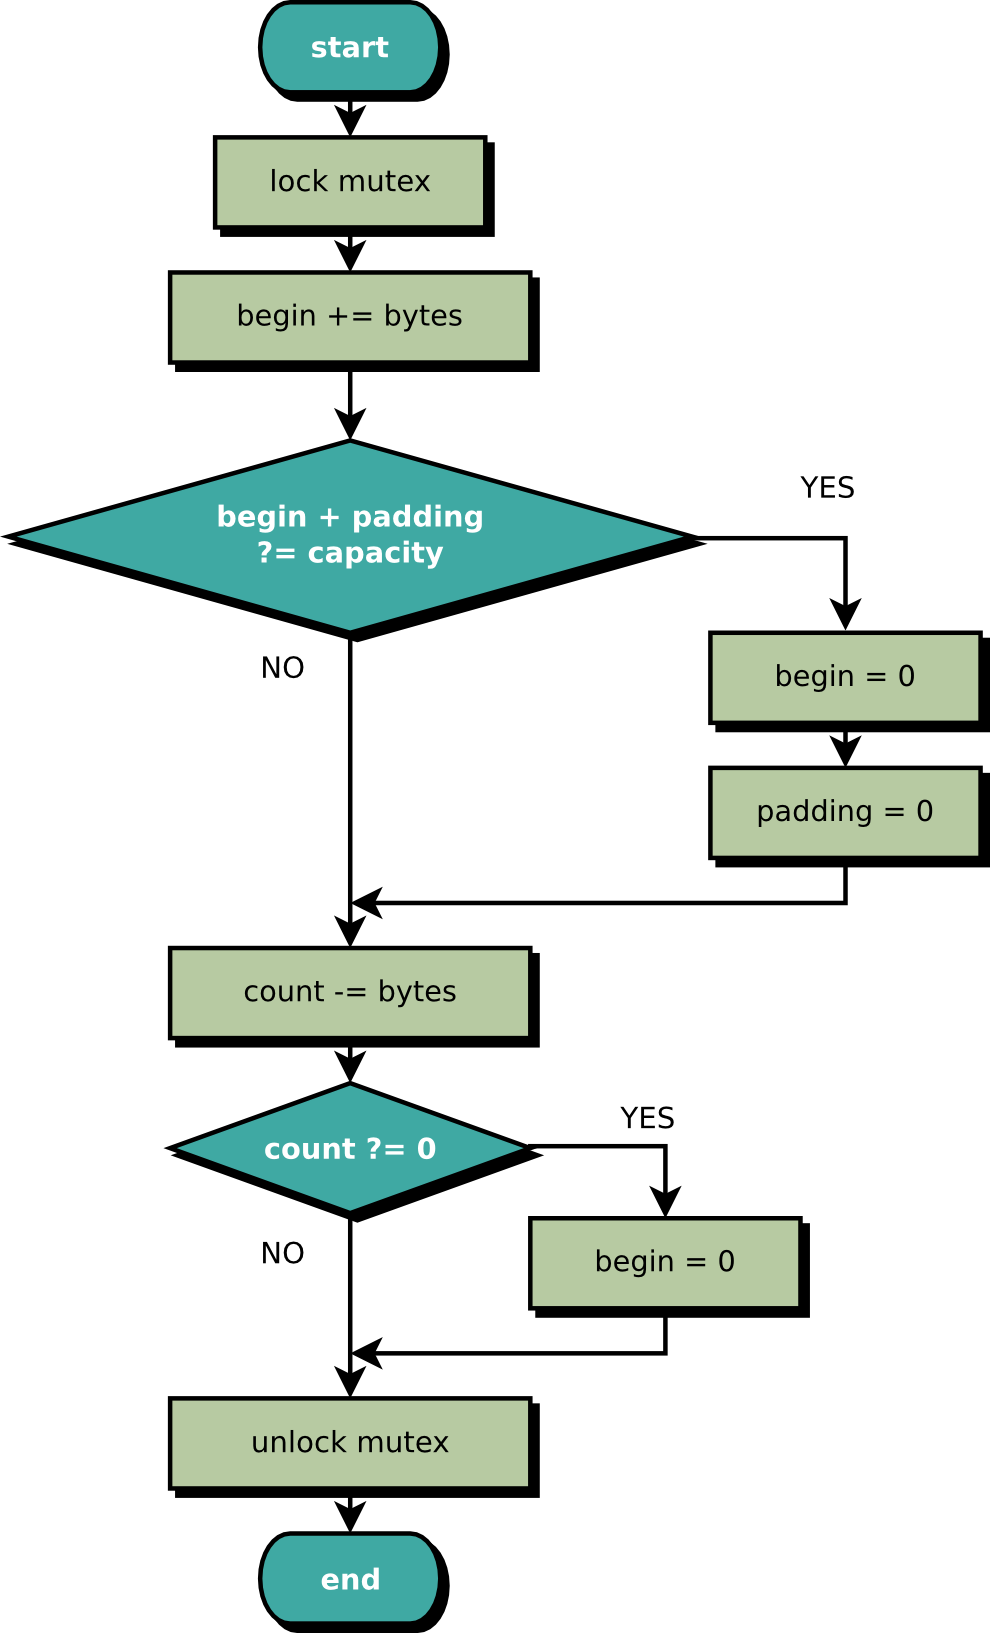 start
lock mutex
begin += bytes
begin + padding
?= capacity
YES
NO
begin = 0
padding = 0
count -= bytes
count ?= 0
YES
NO
begin = 0
unlock mutex
end